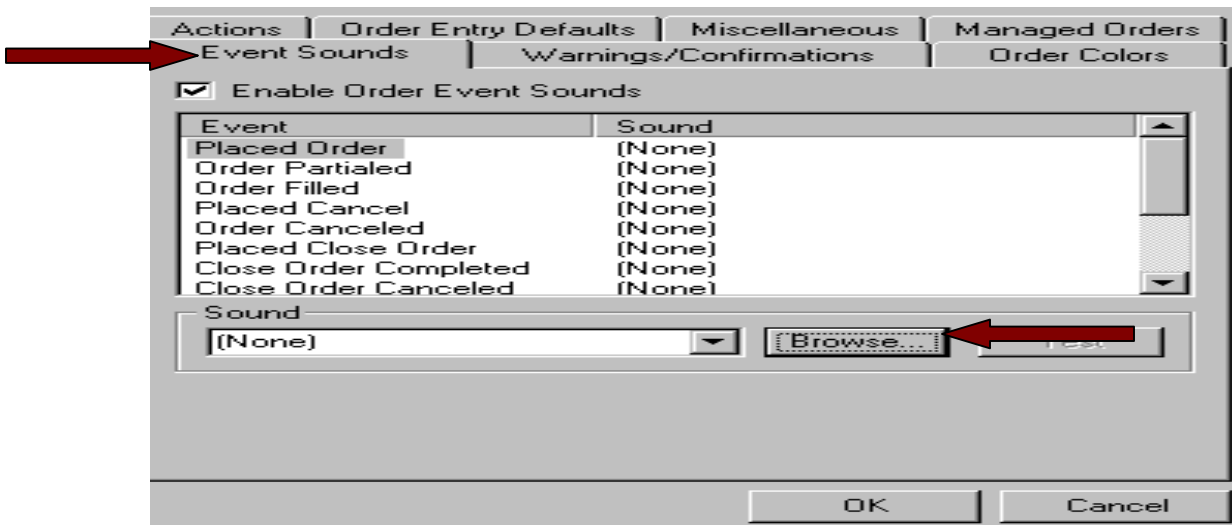 Actions Order Entry Defaults Miscellaneous Managed Orders
Event Sounds Warnings/Confirmations Order Colors
Enable Order Event Sounds
Event Sound
Placed Order (None)
Order Partialed (None)
Order Filled (None)
Placed Cancel (None)
Order Canceled (None)
Placed Close Order (None)
Close Order Completed (None)
Close Order Canceled (None)
Sound
(None) Browse...
OK Cancel